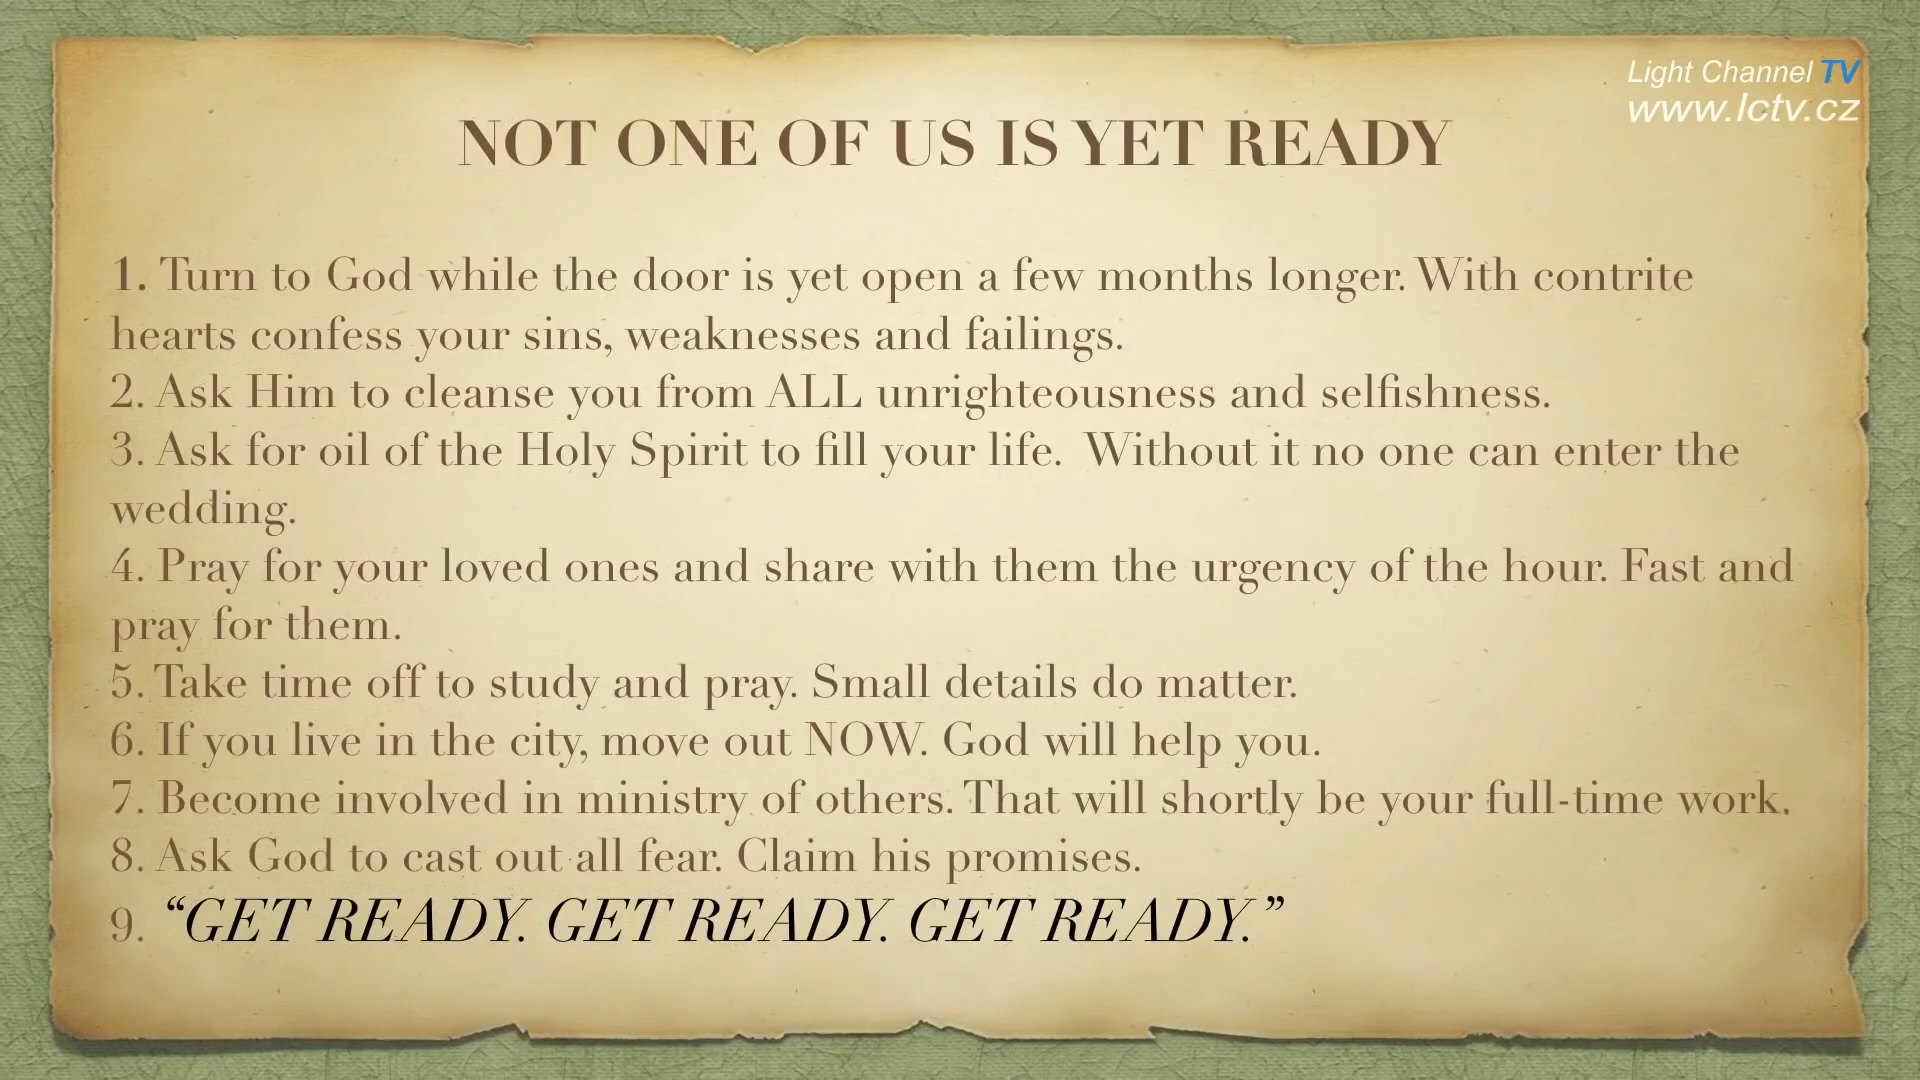 Light Channel TV
www.lctv.cz
NOT ONE OF US IS YET READY
1. Turn to God while the door is yet open a few months longer. With contrite
hearts confess your sins, weaknesses and failings.
2. Ask Him to cleanse you from ALL unrighteousness and selfishness.
3. Ask for oil of the Holy Spirit to fill your life.  Without it no one can enter the
wedding.
4. Pray for your loved ones and share with them the urgency of the hour. Fast and
pray for them.
5. Take time off to study and pray. Small details do matter.
6. If you live in the city, move out NOW. God will help you.
7. Become involved in ministry of others. That will shortly be your full-time work.
8. Ask God to cast out all fear. Claim his promises.
9. “GET READY. GET READY. GET READY.”